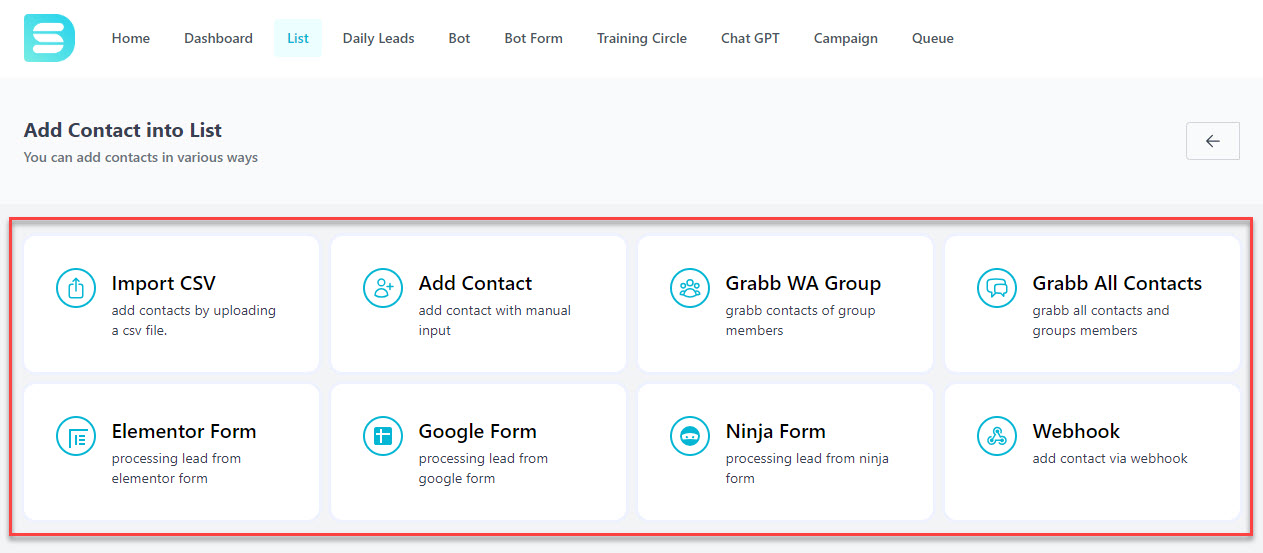 Home Dashboard List Daily Leads Bot Bot Form Training Circle Chat GPT Campaign Queue
Add Contact into List
You can add contacts in various ways
Import CSV
add contacts by uploading
a csv file.
Add Contact
add contact with manual
input
Grabb WA Group
grabb contacts of group
members
Grabb All Contacts
grabb all contacts and
groups members
Elementor Form
processing lead from
elementor form
Google Form
processing lead from
google form
Ninja Form
processing lead from ninja
form
Webhook
add contact via webhook